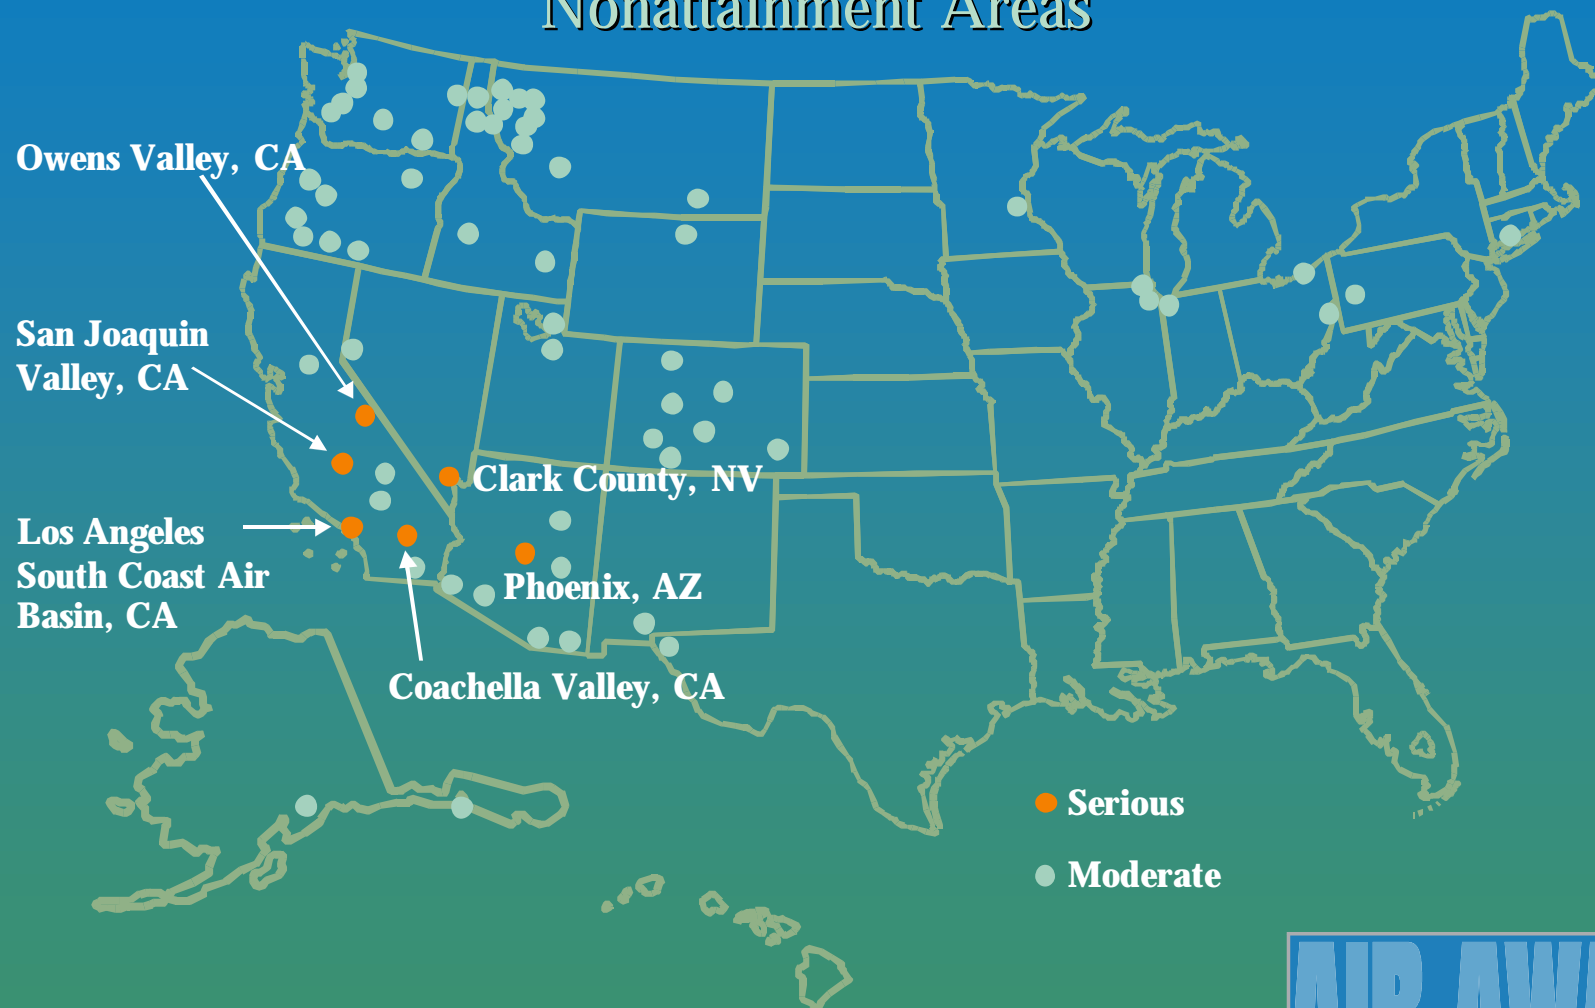 Nonattainment Areas
Owens Valley, CA
San Joaquin
Valley, CA
Clark County, NV
Los Angeles
South Coast Air
Basin, CA
Phoenix, AZ
Coachella Valley, CA
Serious
Moderate
AIR